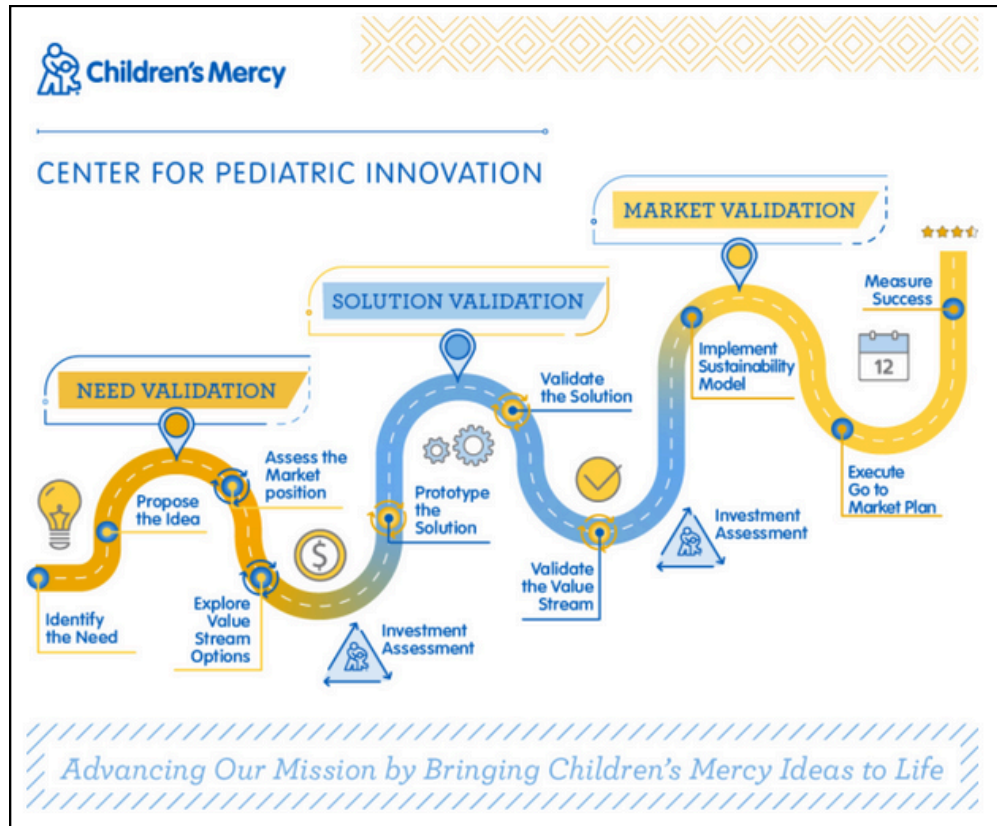 Children's Mercy
CENTER FOR PEDIATRIC INNOVATION
NEED VALIDATION
Identify
the Need
Propose
the Idea
Assess the
Market
position
Explore
Value
Stream
Options
$
Investment
Assessment
SOLUTION VALIDATION
Prototype
the
Solution
Validate
the Solution
Validate
the Value
Stream
Investment
Assessment
MARKET VALIDATION
Implement
Sustainability
Model
Execute
Go to
Market Plan
12
Measure
Success
Advancing Our Mission by Bringing Children's Mercy Ideas to Life